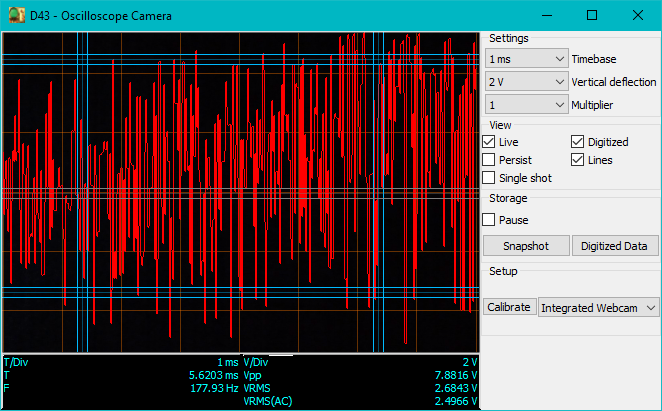 D43 - Oscilloscope Camera
Settings
1 ms Timebase
2 V Vertical deflection
1 Multiplier
View
Live Digitized
Persist Lines
Single shot
Storage
Pause
Snapshot Digitized Data
Setup
Calibrate Integrated Webcam
T/Div 1 ms V/Div 2 V
T 5.6203 ms Vpp 7.8816 V
F 177.93 Hz VRMS 2.6843 V
VRMS(AC) 2.4966 V